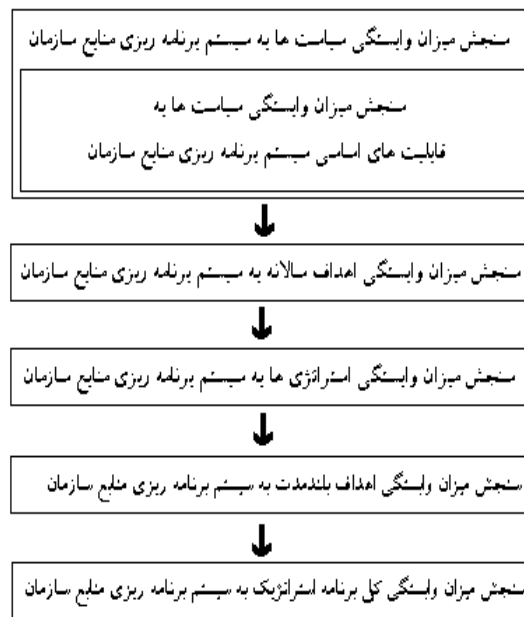 سنجش میزان وابستگی سیاست ها به سیستم برنامه ریزی منابع سازمان
سنجش میزان وابستگی سیاست ها به
قابلیت های اساسی سیستم برنامه ریزی منابع سازمان
سنجش میزان وابستگی اهداف سالانه به سیستم برنامه ریزی منابع سازمان
سنجش میزان وابستگی استراتژی ها به سیستم برنامه ریزی منابع سازمان
سنجش میزان وابستگی اهداف بلندمدت به سیستم برنامه ریزی منابع سازمان
سنجش میزان وابستگی کل برنامه استراتژیک به سیستم برنامه ریزی منابع سازمان